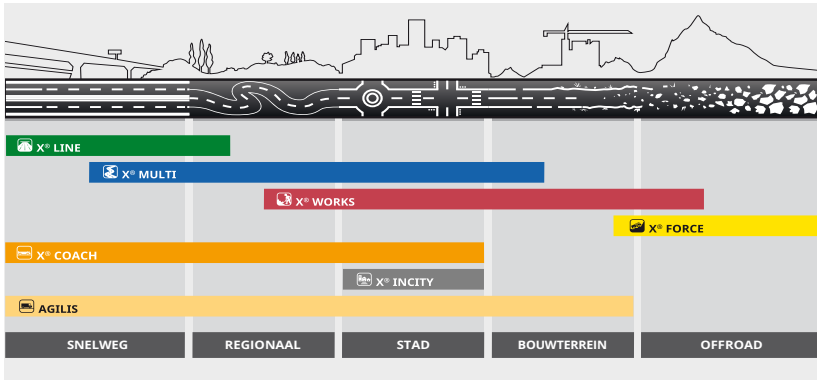 X® LINE
X® MULTI
X® WORKS
X® FORCE
X® COACH
X® INCITY
AGILIS
SNELWEG
REGIONAAL
STAD
BOUWTERREIN
OFFROAD